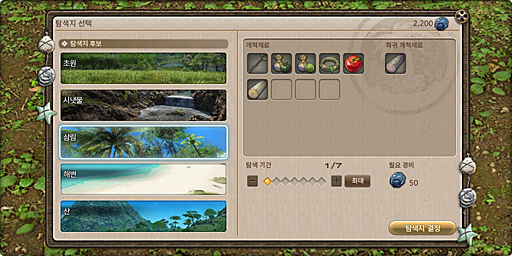 탐색지 선택
2,200
탐색지 후보
초원
시냇물
삼림
해변
산
개척재료
희귀 개척재료
탐색 기간
1/7
최대
필요 경비
50
탐색지 결정